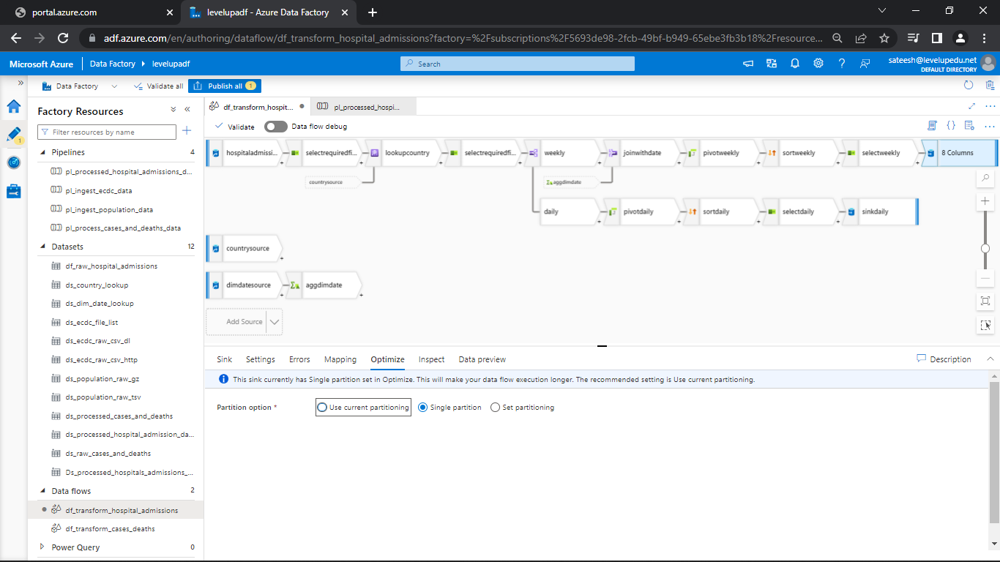 portal.azure.com
levelupadf - Azure Data Factory
adf.azure.com/en/authoring/dataflow/df_transform_hospital_admissions?factory=%2Fsubscriptions%2F5693de98-2fcb-49bf-b949-65ebe3fb3b18%2Fresource...
Microsoft Azure
Data Factory
levelupadf
Search
sateesh@levelupedu.net
DEFAULT DIRECTORY
Data Factory
Validate all
Publish all 1
Factory Resources
Filter resources by name
1
Pipelines 4
pl_processed_hospital_admissions_d...
pl_ingest_ecdc_data
pl_ingest_population_data
pl_process_cases_and_deaths_data
Datasets 12
df_raw_hospital_admissions
ds_country_lookup
ds_dim_date_lookup
ds_ecdc_file_list
ds_ecdc_raw_csv_dl
ds_ecdc_raw_csv_http
ds_population_raw_gz
ds_population_raw_tsv
ds_processed_cases_and_deaths
ds_processed_hospital_admission_da...
ds_raw_cases_and_deaths
Ds_processed_hospitals_admissions_...
Data flows 2
df_transform_hospital_admissions
df_transform_cases_deaths
Power Query 0
df_transform_hospit...
pl_processed_hospi...
Validate
Data flow debug
hospitaladmissi...
selectrequiredfi...
lookupcountry
selectrequiredfi...
weekly
joinwithdate
pivotweekly
sortweekly
selectweekly
8 Columns
countrysource
aggdimdate
daily
pivotdaily
sortdaily
selectdaily
sinkdaily
countrysource
dimdatesource
aggdimdate
Add Source
Sink
Settings
Errors
Mapping
Optimize
Inspect
Data preview
Description
This sink currently has Single partition set in Optimize. This will make your data flow execution longer. The recommended setting is Use current partitioning.
Partition option *
Use current partitioning
Single partition
Set partitioning